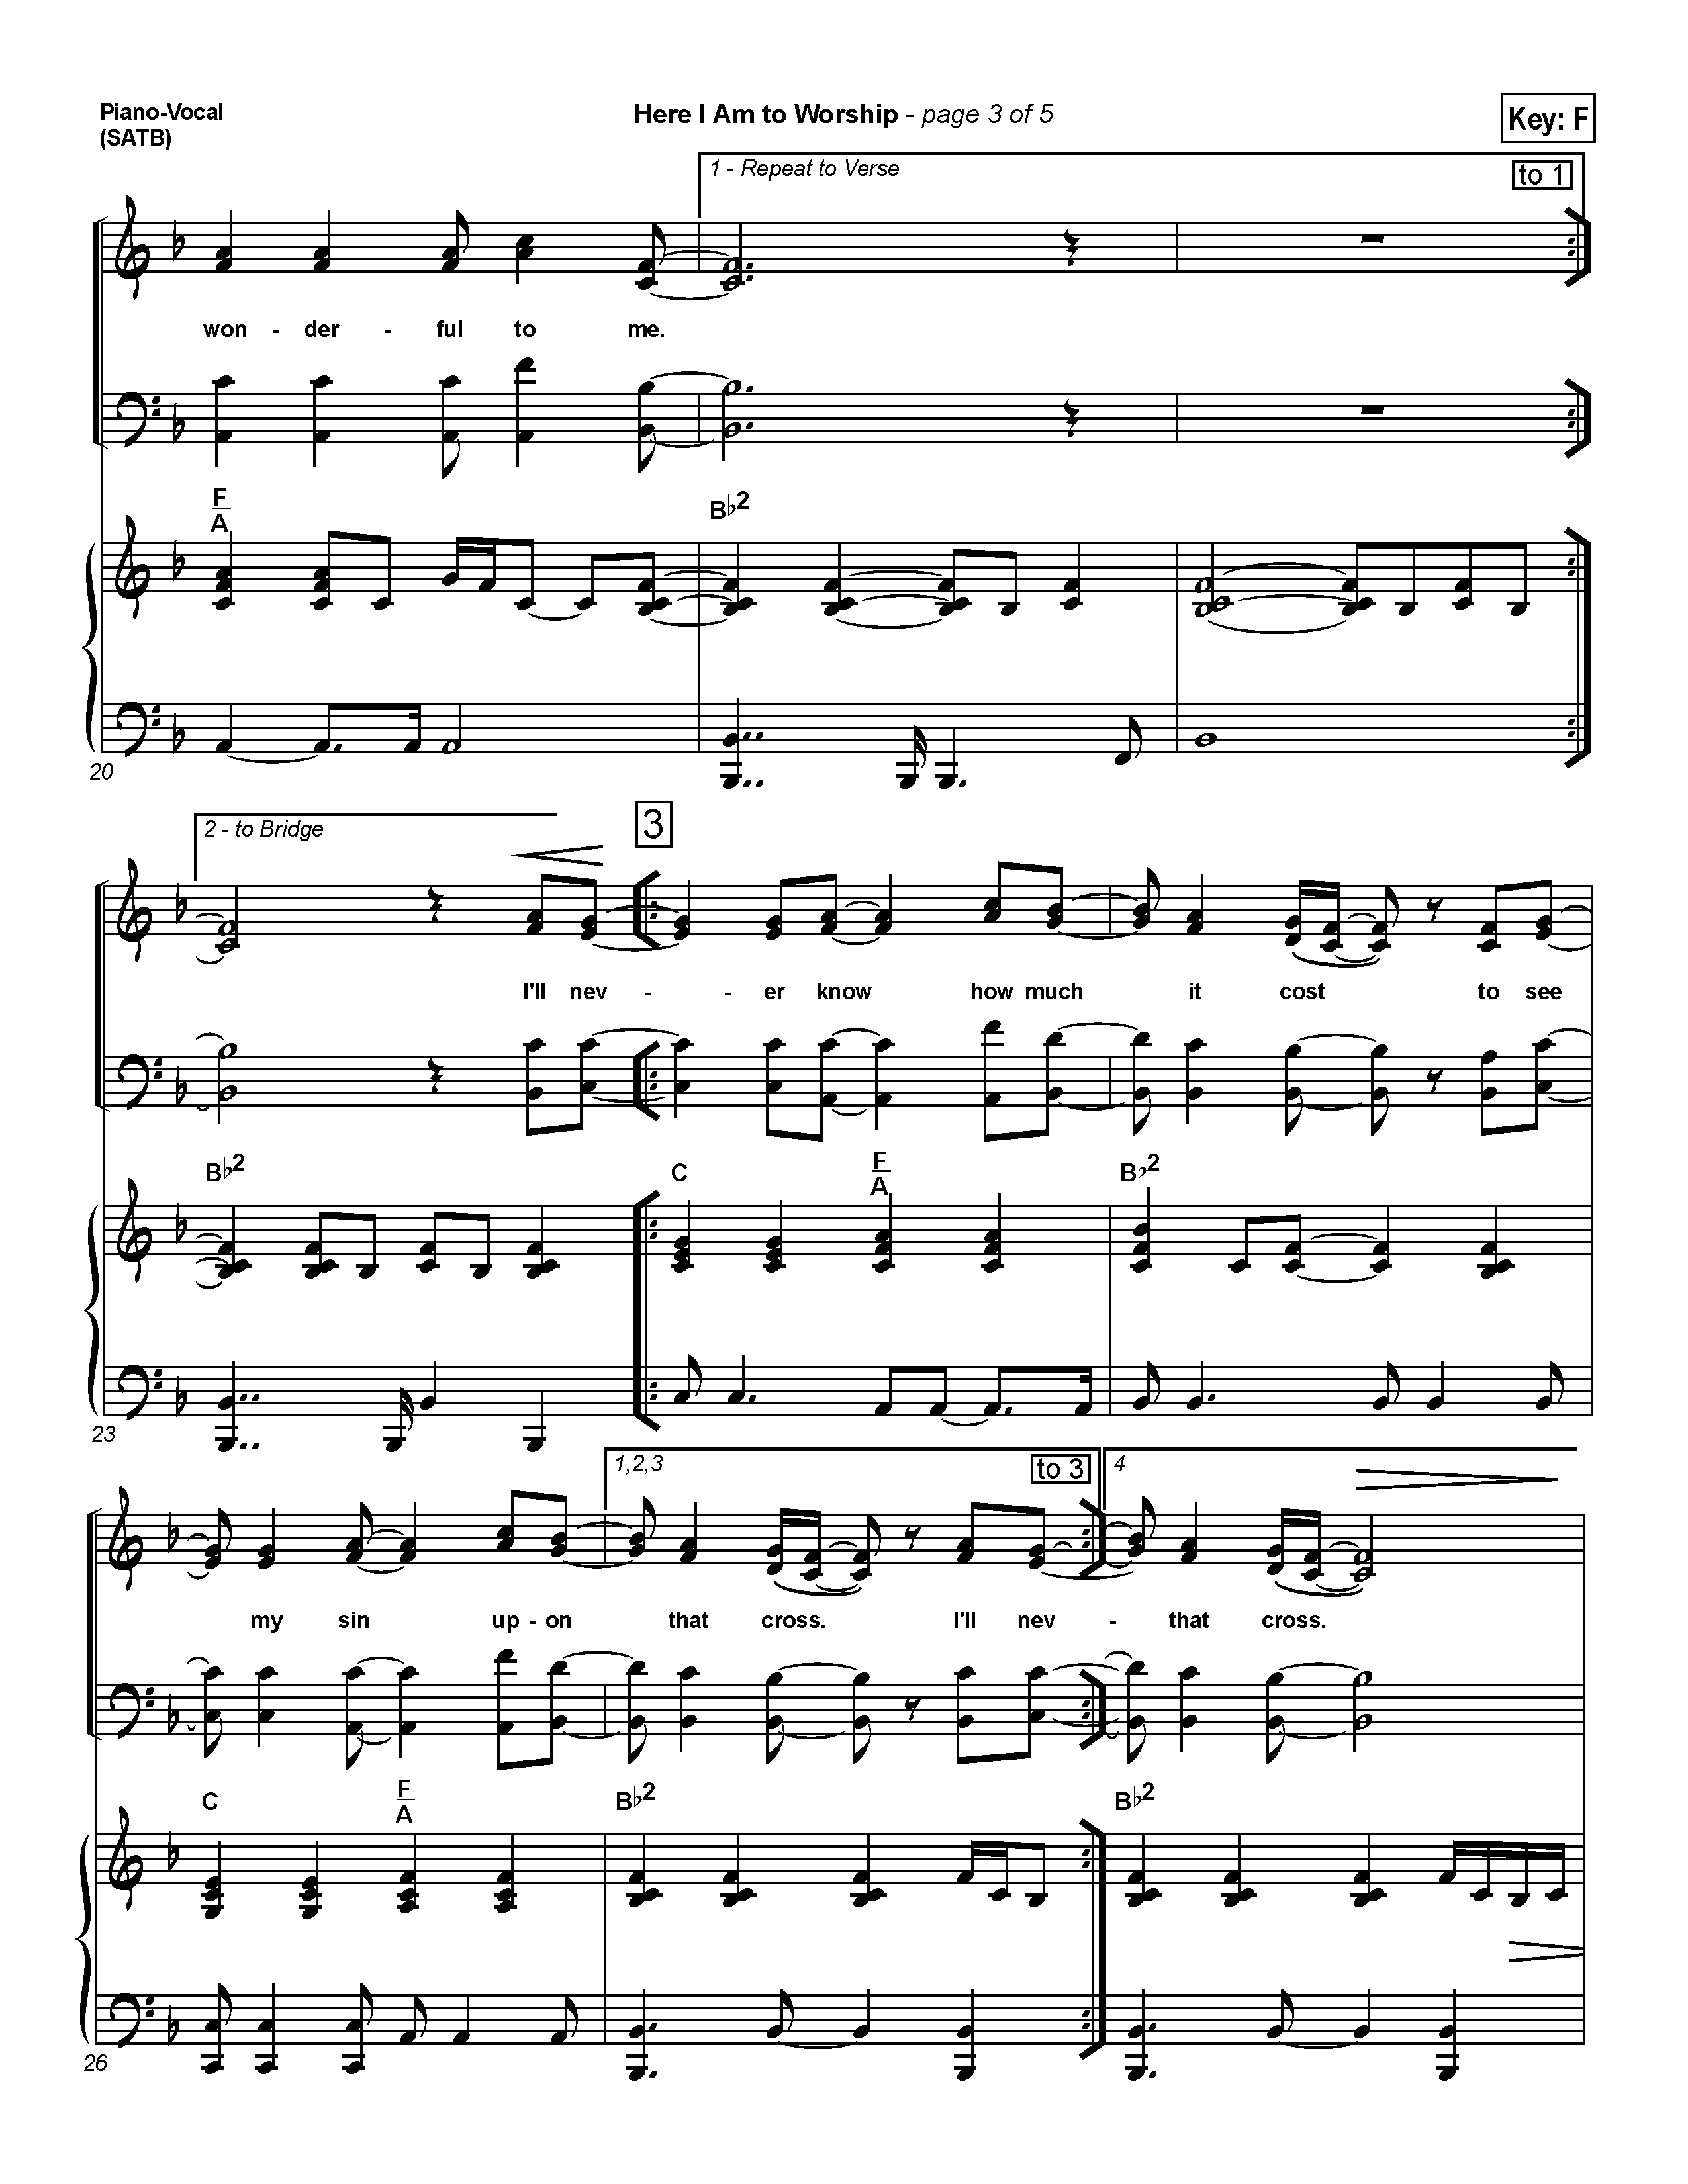 Piano-Vocal
(SATB)
Here I Am to Worship - page 3 of 5
Key: F
1 - Repeat to Verse
to 1
won - der - ful to me.
F
A
B♭2
20
2 - to Bridge
3
I'll nev - - er know how much it cost to see
B♭2 C F B♭2
A
23
1,2,3
to 3
4
my sin up - on that cross. I'll nev - that cross.
C F B♭2 B♭2
A
26